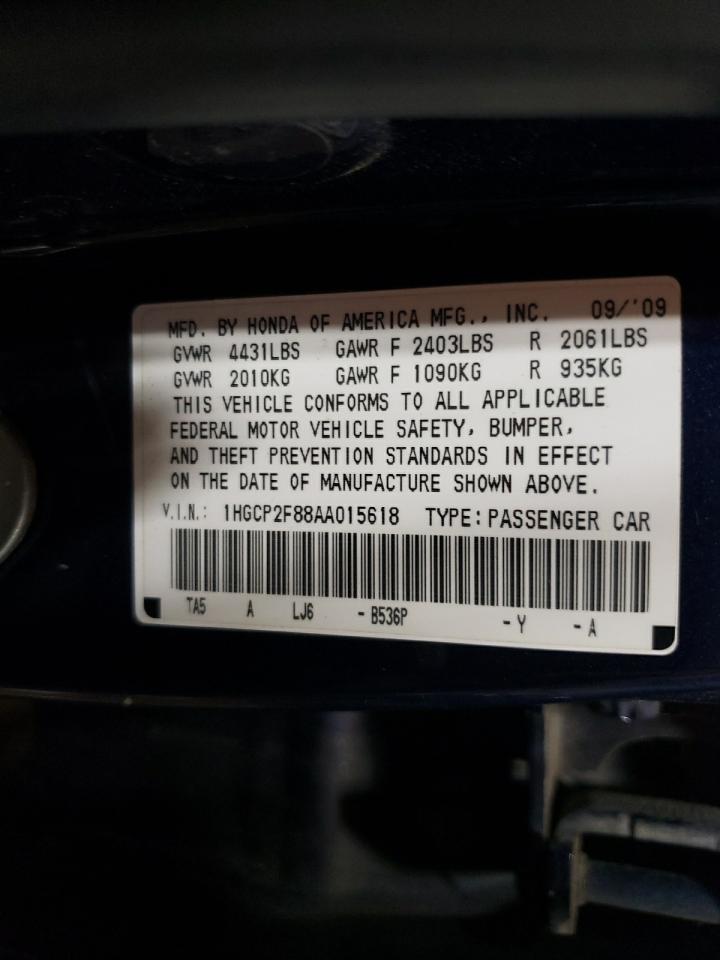 MFD. BY HONDA OF AMERICA MFG., INC. 09/'09
GVWR 4431LBS GAWR F 2403LBS R 2061LBS
GVWR 2010KG GAWR F 1090KG R 935KG
THIS VEHICLE CONFORMS TO ALL APPLICABLE
FEDERAL MOTOR VEHICLE SAFETY, BUMPER,
AND THEFT PREVENTION STANDARDS IN EFFECT
ON THE DATE OF MANUFACTURE SHOWN ABOVE.
V.I.N.: 1HGCP2F88AA015618 TYPE:PASSENGER CAR
TA5 A LJ6 -B536P -Y -A